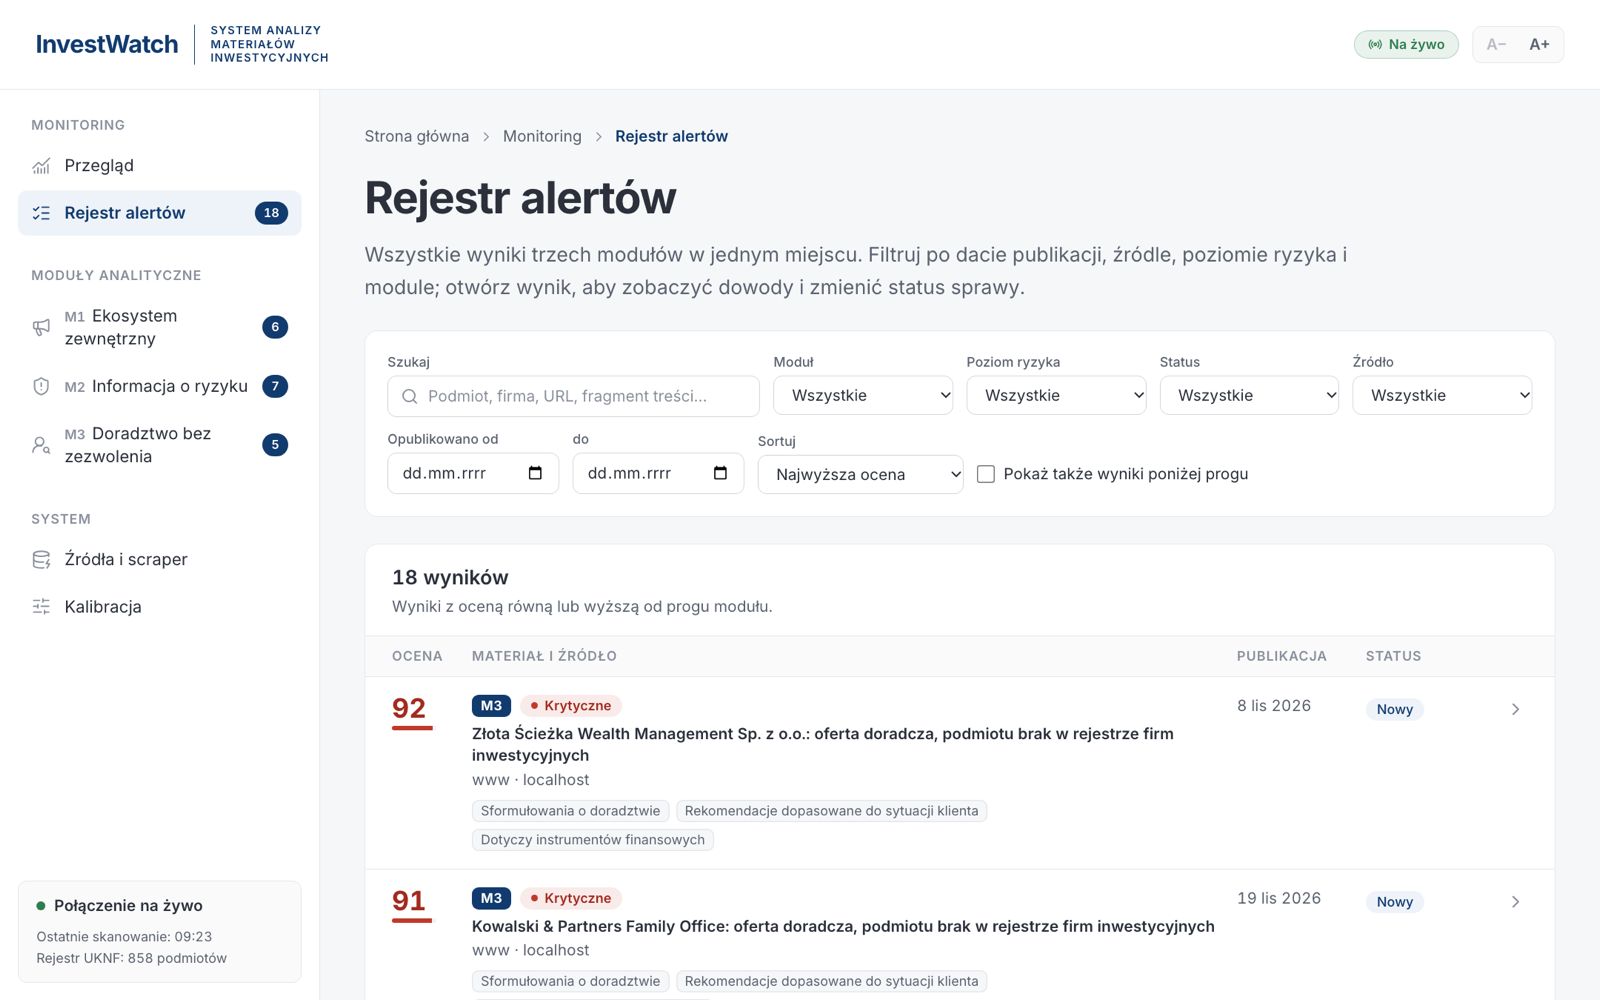 InvestWatch
SYSTEM ANALIZY
MATERIAŁÓW
INWESTYCYJNYCH
Na żywo
A−
A+
MONITORING
Przegląd
Rejestr alertów
18
MODUŁY ANALITYCZNE
M1 Ekosystem
zewnętrzny
6
M2 Informacja o ryzyku
7
M3 Doradztwo bez
zezwolenia
5
SYSTEM
Źródła i scraper
Kalibracja
Połączenie na żywo
Ostatnie skanowanie: 09:23
Rejestr UKNF: 858 podmiotów
Strona główna > Monitoring > Rejestr alertów
Rejestr alertów
Wszystkie wyniki trzech modułów w jednym miejscu. Filtruj po dacie publikacji, źródle, poziomie ryzyka i
module; otwórz wynik, aby zobaczyć dowody i zmienić status sprawy.
Szukaj
Podmiot, firma, URL, fragment treści...
Moduł
Wszystkie
Poziom ryzyka
Wszystkie
Status
Wszystkie
Źródło
Wszystkie
Opublikowano od
dd.mm.rrrr
do
dd.mm.rrrr
Sortuj
Najwyższa ocena
Pokaż także wyniki poniżej progu
18 wyników
Wyniki z oceną równą lub wyższą od progu modułu.
OCENA MATERIAŁ I ŹRÓDŁO PUBLIKACJA STATUS
92
M3 Krytyczne
Złota Ścieżka Wealth Management Sp. z o.o.: oferta doradcza, podmiotu brak w rejestrze firm
inwestycyjnych
www · localhost
Sformułowania o doradztwie
Rekomendacje dopasowane do sytuacji klienta
Dotyczy instrumentów finansowych
8 lis 2026
Nowy
91
M3 Krytyczne
Kowalski & Partners Family Office: oferta doradcza, podmiotu brak w rejestrze firm inwestycyjnych
www · localhost
Sformułowania o doradztwie
Rekomendacje dopasowane do sytuacji klienta
19 lis 2026
Nowy